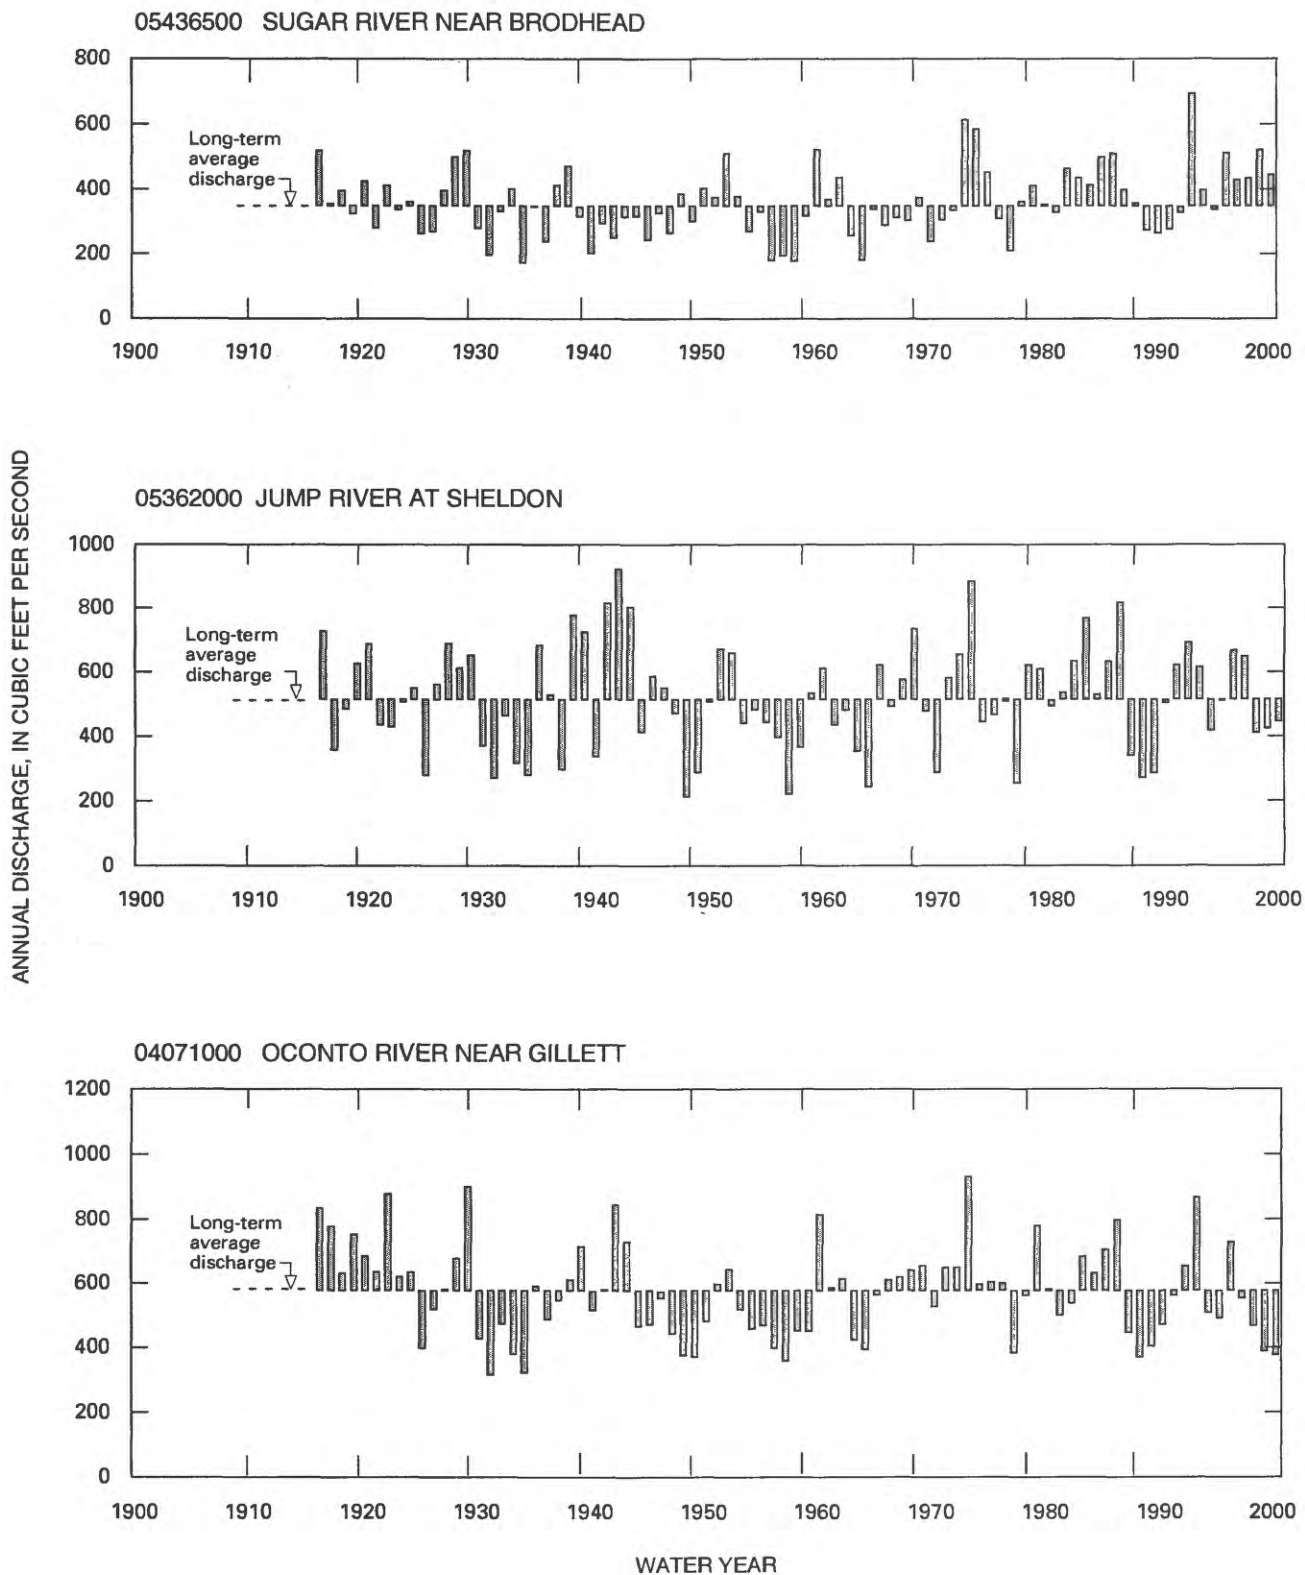 05436500 SUGAR RIVER NEAR BRODHEAD
800
600
400
200
0
Long-term
average
discharge
1900 1910 1920 1930 1940 1950 1960 1970 1980 1990 2000
ANNUAL DISCHARGE, IN CUBIC FEET PER SECOND
05362000 JUMP RIVER AT SHELDON
1000
800
600
400
200
0
Long-term
average
discharge
1900 1910 1920 1930 1940 1950 1960 1970 1980 1990 2000
04071000 OCONTO RIVER NEAR GILLETT
1200
1000
800
600
400
200
0
Long-term
average
discharge
1900 1910 1920 1930 1940 1950 1960 1970 1980 1990 2000
WATER YEAR